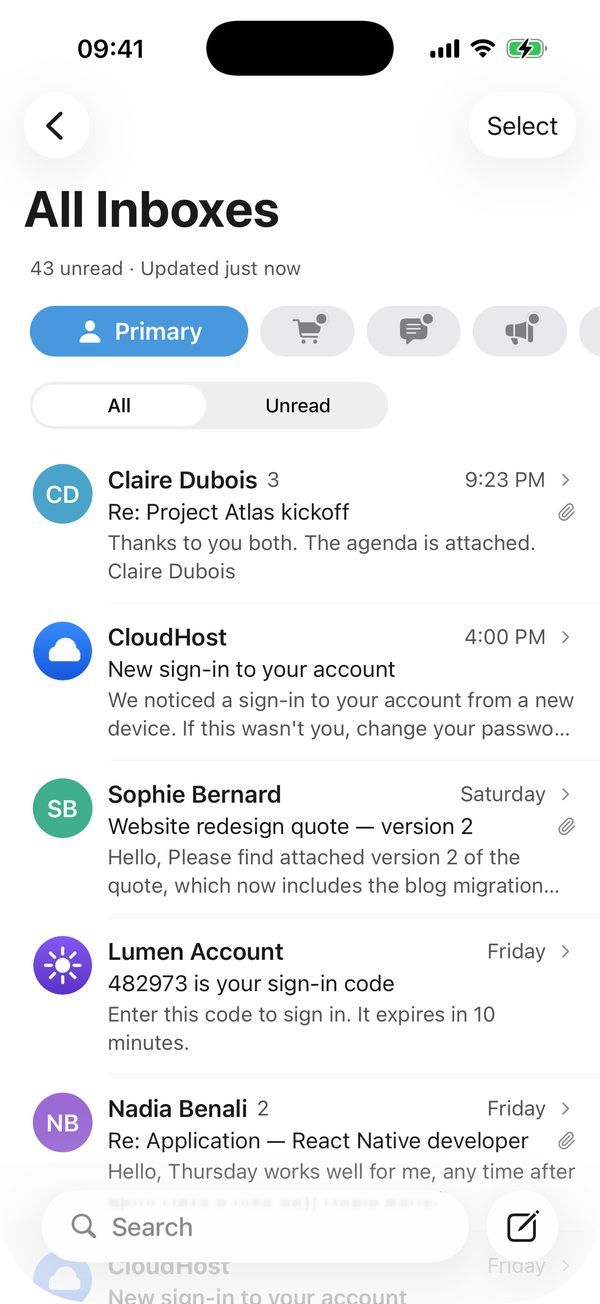 09:41
Select
All Inboxes
43 unread · Updated just now
Primary
All
Unread
CD
Claire Dubois 3
9:23 PM
Re: Project Atlas kickoff
Thanks to you both. The agenda is attached.
Claire Dubois
CloudHost
4:00 PM
New sign-in to your account
We noticed a sign-in to your account from a new
device. If this wasn't you, change your passwo...
SB
Sophie Bernard
Saturday
Website redesign quote — version 2
Hello, Please find attached version 2 of the
quote, which now includes the blog migration...
Lumen Account
Friday
482973 is your sign-in code
Enter this code to sign in. It expires in 10
minutes.
NB
Nadia Benali 2
Friday
Re: Application — React Native developer
Hello, Thursday works well for me, any time after
Search
CloudHost
Friday
New sign-in to your account